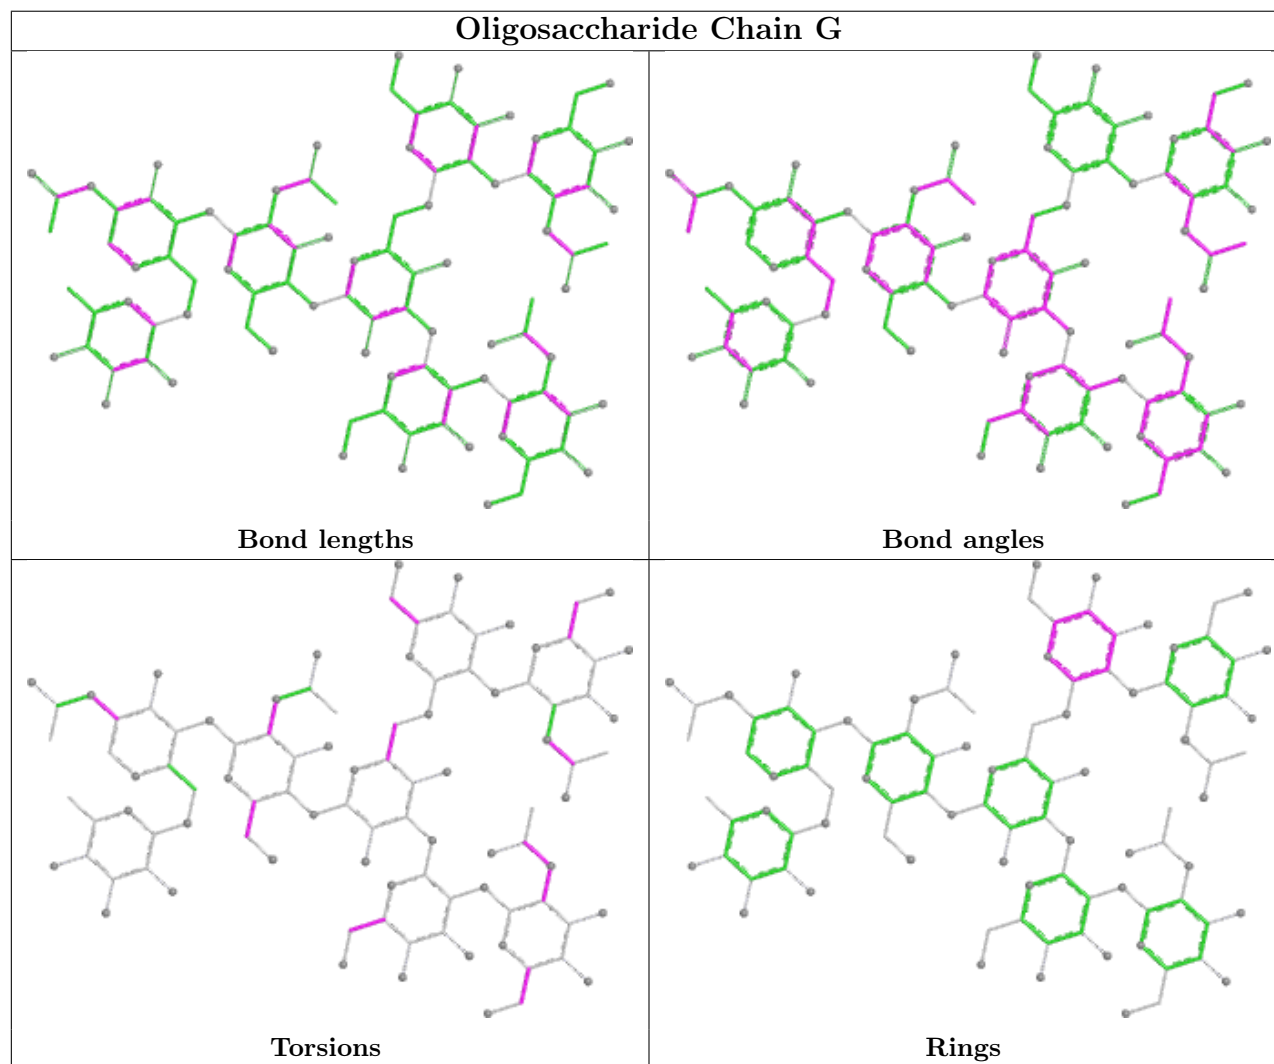 Oligosaccharide Chain G
Bond lengths
Bond angles
Torsions
Rings